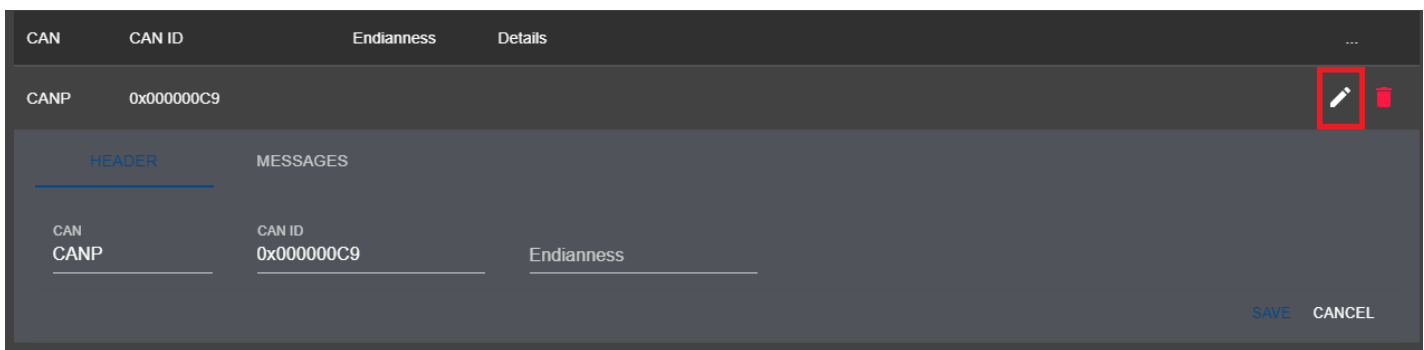 CAN CAN ID Endianness Details ...
CANP 0x000000C9
HEADER MESSAGES
CAN CAN ID
CANP 0x000000C9 Endianness
SAVE CANCEL